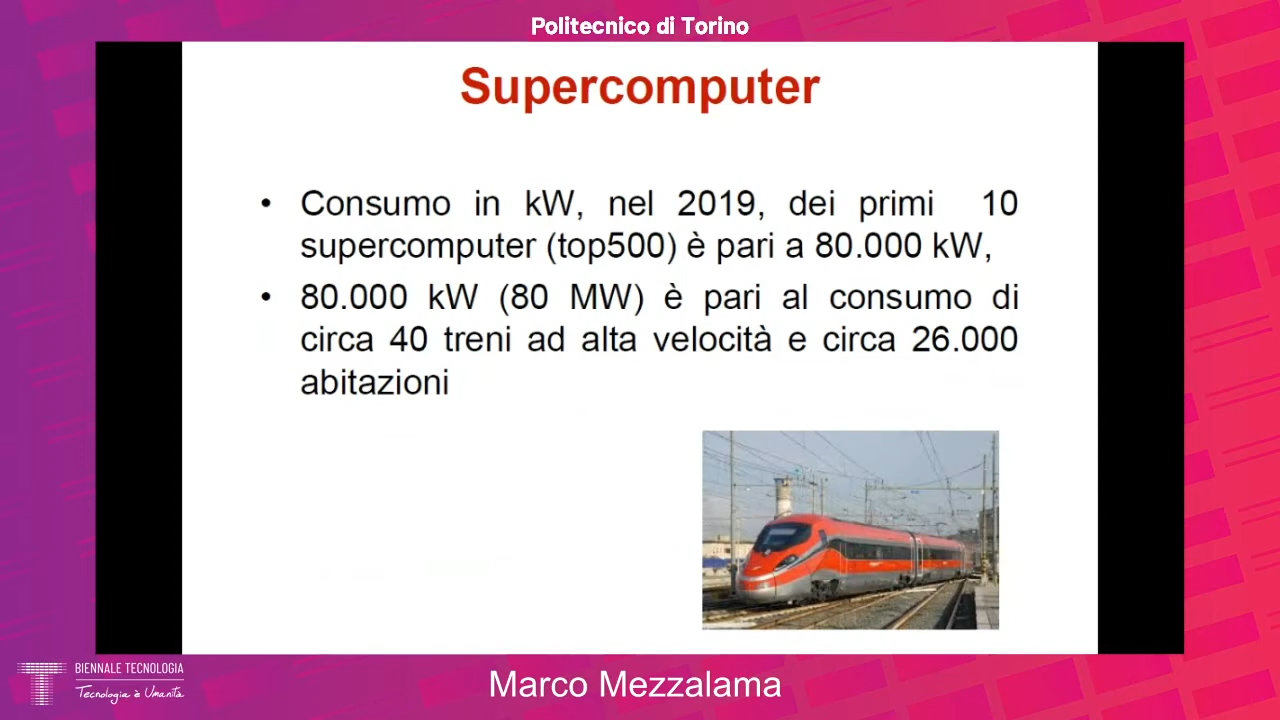 Politecnico di Torino
Supercomputer
• Consumo in kW, nel 2019, dei primi 10
supercomputer (top500) è pari a 80.000 kW,
• 80.000 kW (80 MW) è pari al consumo di
circa 40 treni ad alta velocità e circa 26.000
abitazioni
BIENNALE TECNOLOGIA
Tecnologia è Umanità
Marco Mezzalama